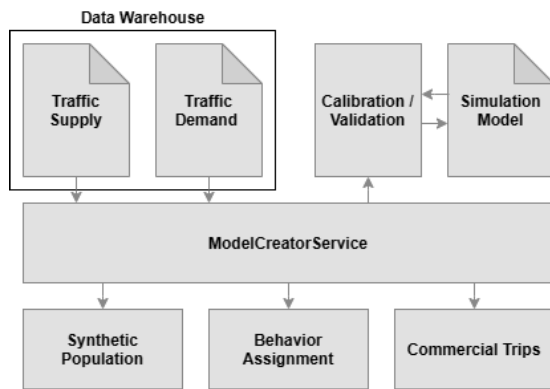 Data Warehouse
Traffic
Supply
Traffic
Demand
Calibration /
Validation
Simulation
Model
ModelCreatorService
Synthetic
Population
Behavior
Assignment
Commercial Trips